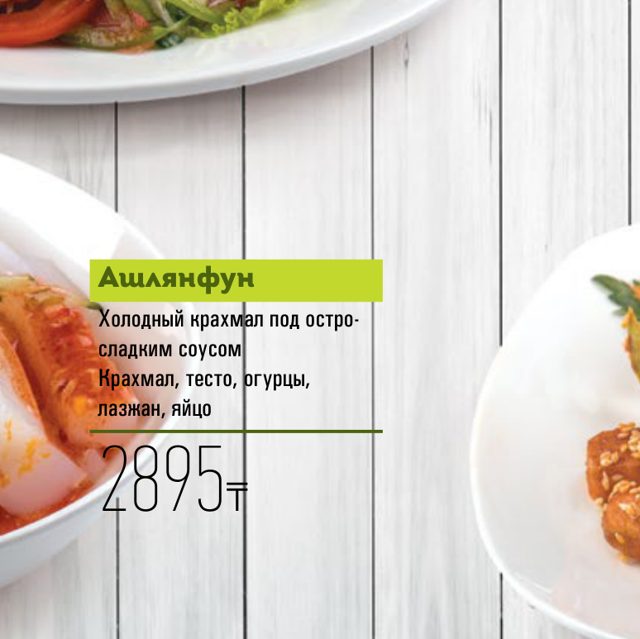 Ашлянфун
Холодный крахмал под остро-
сладким соусом
Крахмал, тесто, огурцы,
лазжан, яйцо
2895₸